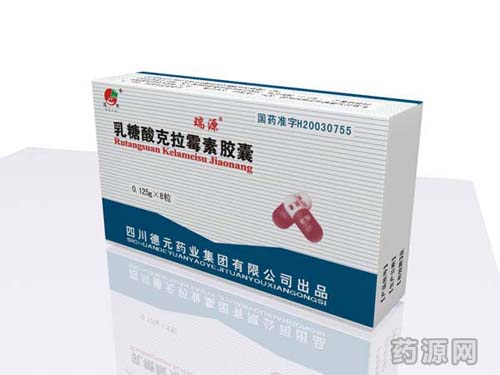 瑞源®
国药准字H20030755
乳糖酸克拉霉素胶囊
Rutangsuan Kelameisu Jiaonang
0.125g×8粒
四川德元药业集团有限公司出品
SICHUANDEYUANYAOYEJITUANYOUXIANGONGSI
药源网